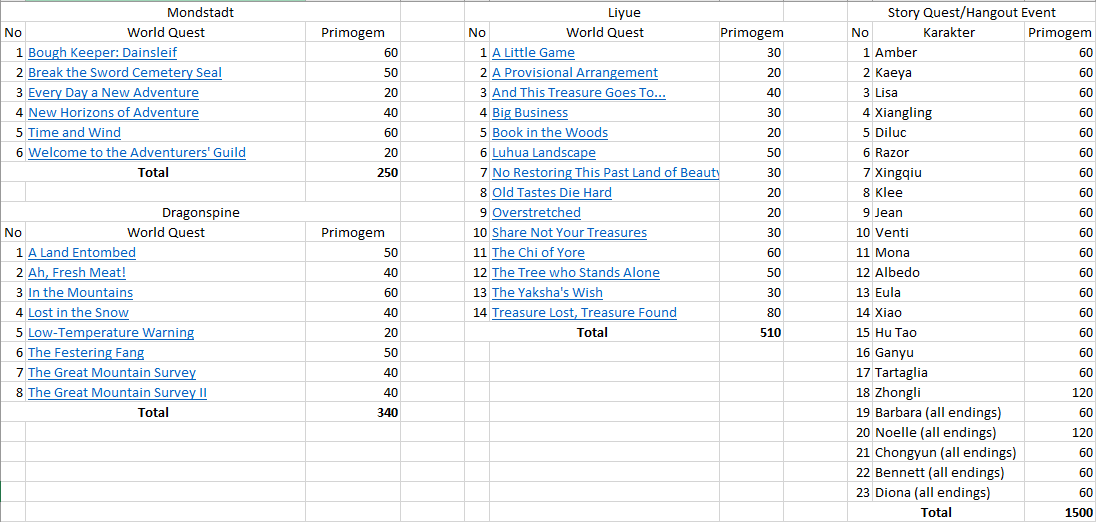 Mondstadt
No World Quest Primogem
1 Bough Keeper: Dainsleif 60
2 Break the Sword Cemetery Seal 50
3 Every Day a New Adventure 20
4 New Horizons of Adventure 40
5 Time and Wind 60
6 Welcome to the Adventurers' Guild 20
Total 250
Dragonspine
No World Quest Primogem
1 A Land Entombed 50
2 Ah, Fresh Meat! 40
3 In the Mountains 60
4 Lost in the Snow 40
5 Low-Temperature Warning 20
6 The Festering Fang 50
7 The Great Mountain Survey 40
8 The Great Mountain Survey II 40
Total 340
Liyue
No World Quest Primogem
1 A Little Game 30
2 A Provisional Arrangement 20
3 And This Treasure Goes To... 40
4 Big Business 30
5 Book in the Woods 20
6 Luhua Landscape 50
7 No Restoring This Past Land of Beauty 30
8 Old Tastes Die Hard 20
9 Overstretched 20
10 Share Not Your Treasures 30
11 The Chi of Yore 60
12 The Tree who Stands Alone 50
13 The Yaksha's Wish 30
14 Treasure Lost, Treasure Found 80
Total 510
Story Quest/Hangout Event
No Karakter Primogem
1 Amber 60
2 Kaeya 60
3 Lisa 60
4 Xiangling 60
5 Diluc 60
6 Razor 60
7 Xingqiu 60
8 Klee 60
9 Jean 60
10 Venti 60
11 Mona 60
12 Albedo 60
13 Eula 60
14 Xiao 60
15 Hu Tao 60
16 Ganyu 60
17 Tartaglia 60
18 Zhongli 120
19 Barbara (all endings) 60
20 Noelle (all endings) 120
21 Chongyun (all endings) 60
22 Bennett (all endings) 60
23 Diona (all endings) 60
Total 1500